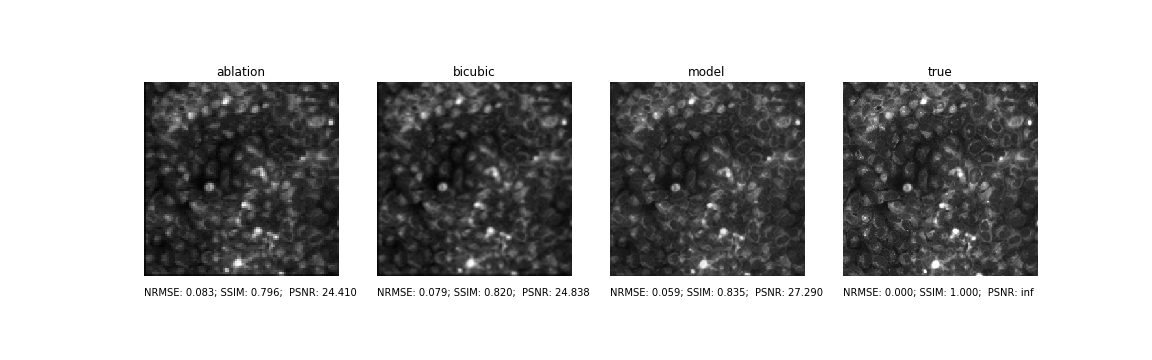 ablation
bicubic
model
true
NRMSE: 0.083; SSIM: 0.796;  PSNR: 24.410
NRMSE: 0.079; SSIM: 0.820;  PSNR: 24.838
NRMSE: 0.059; SSIM: 0.835;  PSNR: 27.290
NRMSE: 0.000; SSIM: 1.000;  PSNR: inf